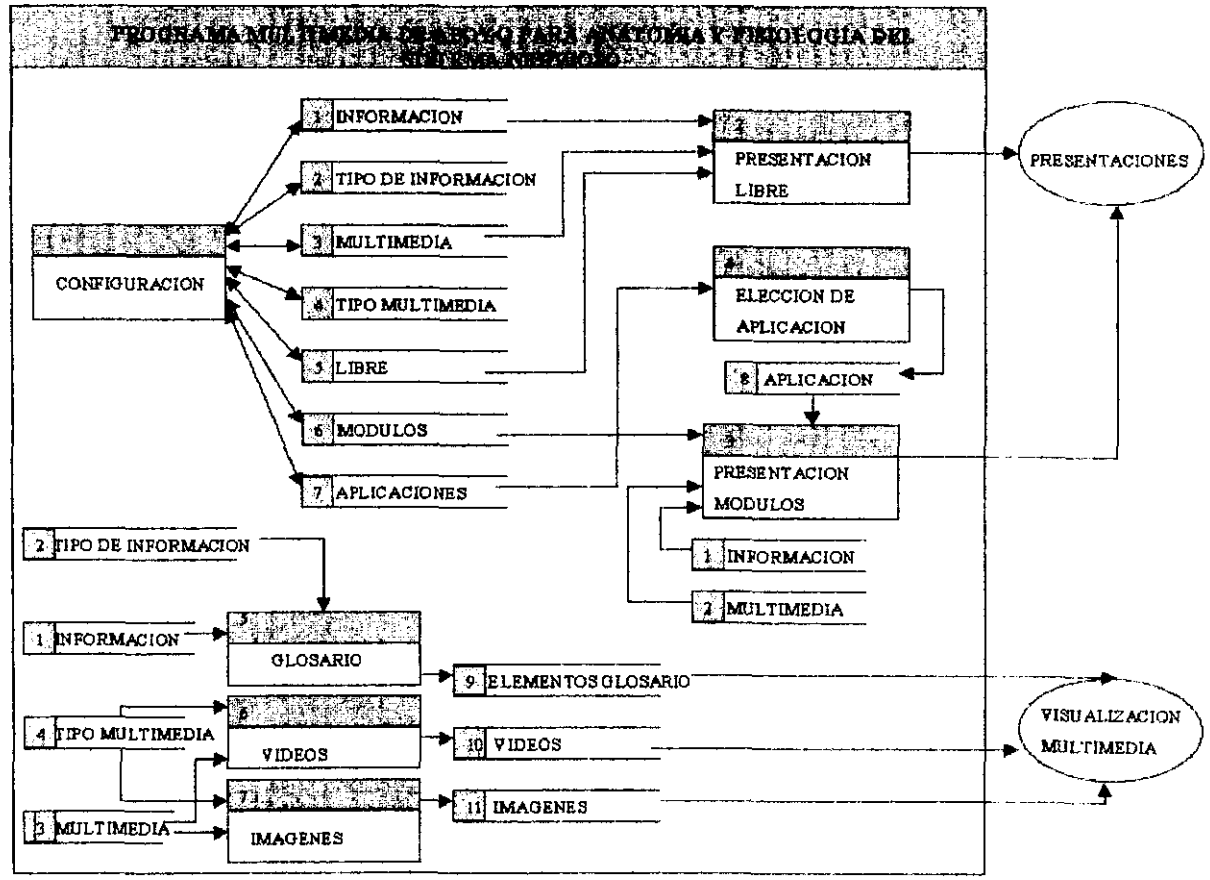 PROGRAMA MULTIMEDIA DE APOYO PARA ANATOMIA Y FISIOLOGIA DEL
SISTEMA NERVIOSO
1 INFORMACION
2 TIPO DE INFORMACION
3 MULTIMEDIA
4 TIPO MULTIMEDIA
5 LIBRE
6 MODULOS
7 APLICACIONES
1
CONFIGURACION
2
PRESENTACION
LIBRE
PRESENTACIONES
4
ELECCION DE
APLICACION
8 APLICACION
3
PRESENTACION
MODULOS
1 INFORMACION
2 MULTIMEDIA
2 TIPO DE INFORMACION
1 INFORMACION
4 TIPO MULTIMEDIA
3 MULTIMEDIA
5
GLOSARIO
6
VIDEOS
7
IMAGENES
9 ELEMENTOS GLOSARIO
10 VIDEOS
11 IMAGENES
VISUALIZACION
MULTIMEDIA